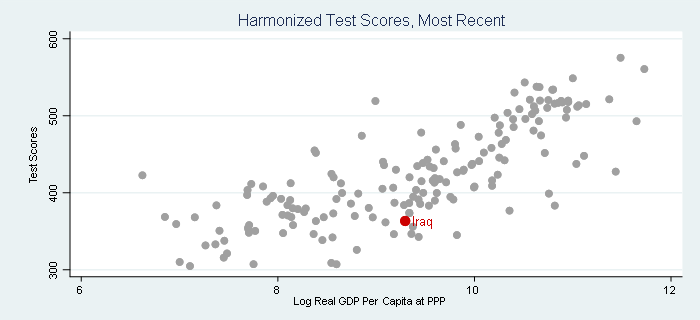 Harmonized Test Scores, Most Recent
600
500
400
300
Test Scores
Iraq
6
8
10
12
Log Real GDP Per Capita at PPP